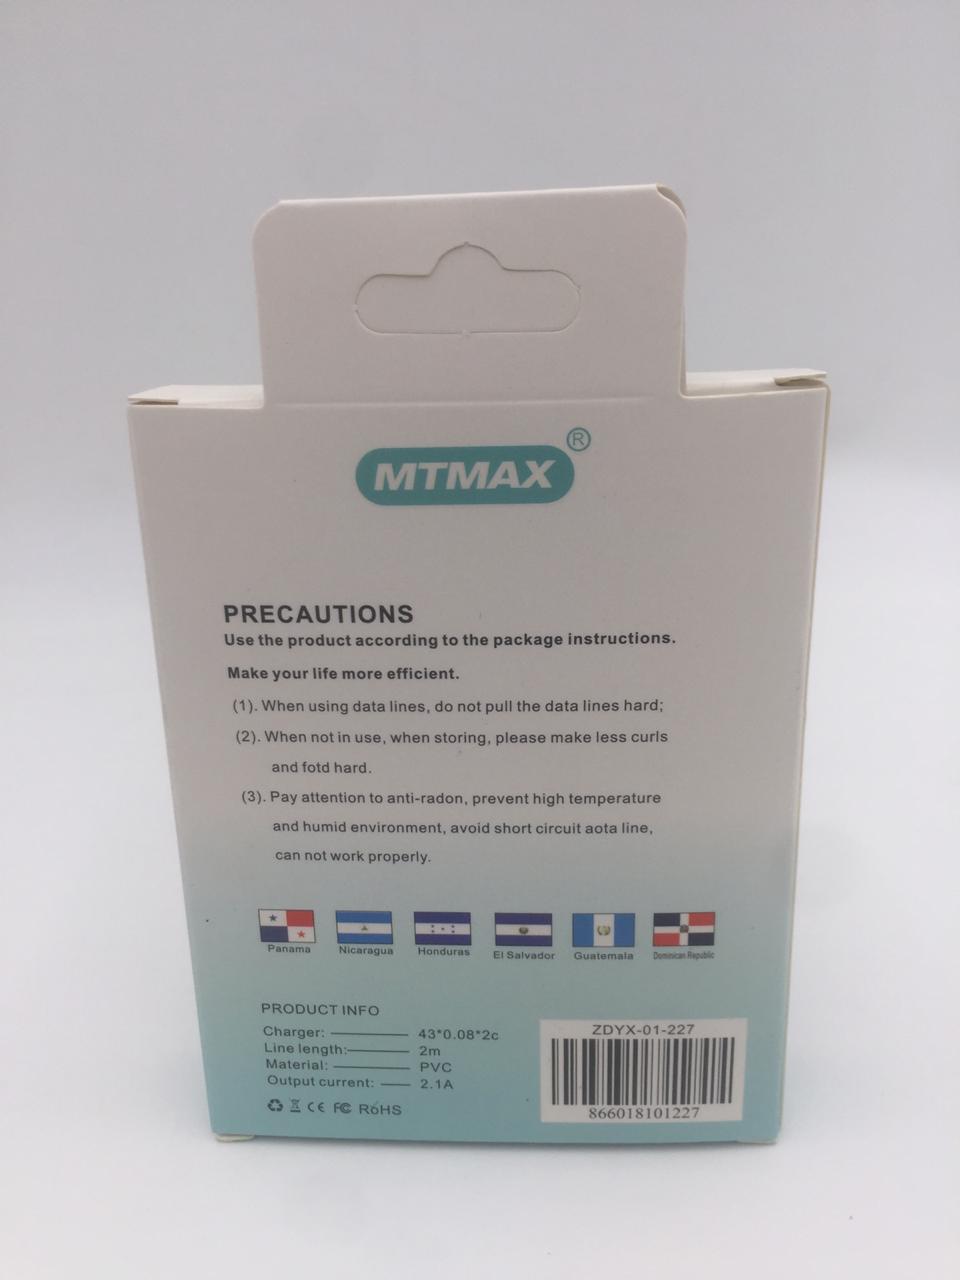 MTMAX®
PRECAUTIONS
Use the product according to the package instructions.
Make your life more efficient.
(1). When using data lines, do not pull the data lines hard;
(2). When not in use, when storing, please make less curls
and fotd hard.
(3). Pay attention to anti-radon, prevent high temperature
and humid environment, avoid short circuit aota line,
can not work properly.
Panama Nicaragua Honduras El Salvador Guatemala Dominican Republic
PRODUCT INFO
Charger: 43*0.08*2c
Line length: 2m
Material: PVC
Output current: 2.1A
CE FC RoHS
ZDYX-01-227
866018101227